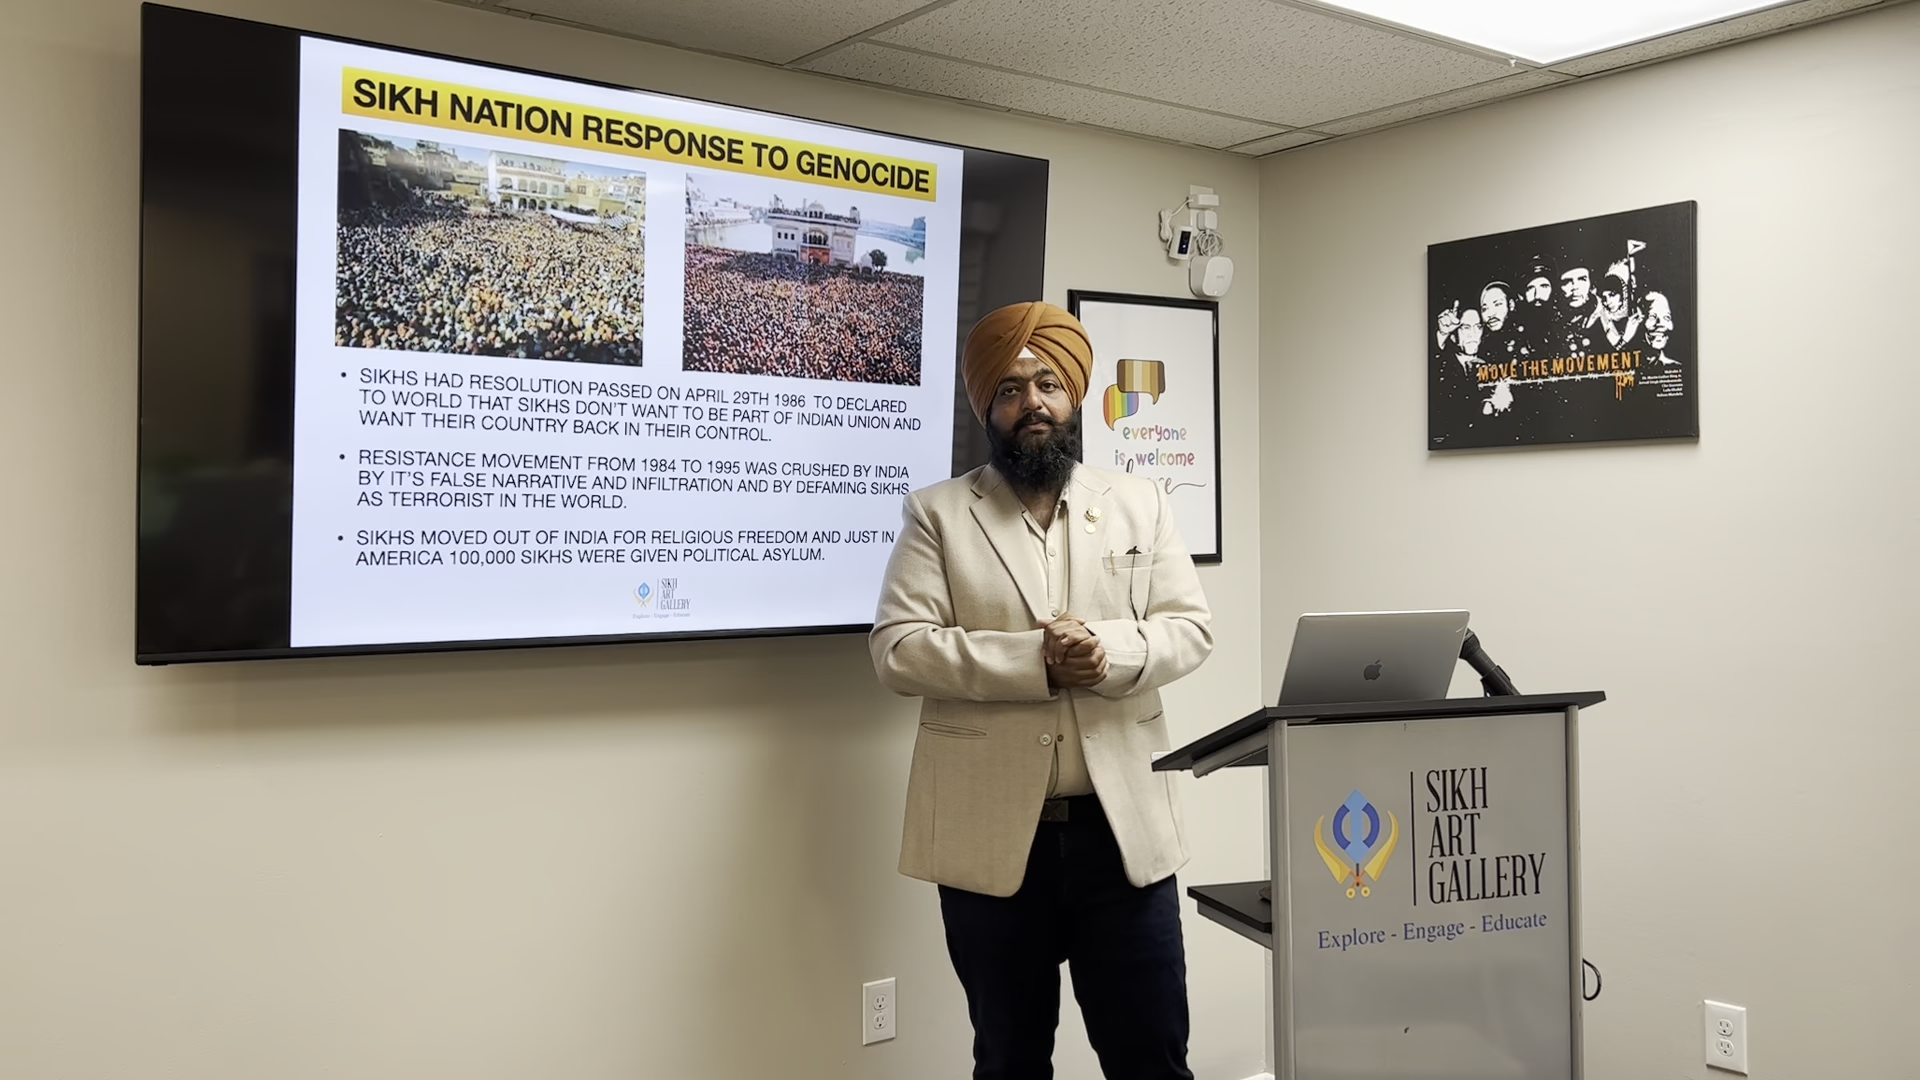 SIKH NATION RESPONSE TO GENOCIDE
• SIKHS HAD RESOLUTION PASSED ON APRIL 29TH 1986 TO DECLARED
TO WORLD THAT SIKHS DON'T WANT TO BE PART OF INDIAN UNION AND
WANT THEIR COUNTRY BACK IN THEIR CONTROL.
• RESISTANCE MOVEMENT FROM 1984 TO 1995 WAS CRUSHED BY INDIA
BY IT'S FALSE NARRATIVE AND INFILTRATION AND BY DEFAMING SIKHS
AS TERRORIST IN THE WORLD.
• SIKHS MOVED OUT OF INDIA FOR RELIGIOUS FREEDOM AND JUST IN
AMERICA 100,000 SIKHS WERE GIVEN POLITICAL ASYLUM.
SIKH
ART
GALLERY
Explore - Engage - Educate
everyone
is welcome
MOVE THE MOVEMENT
SIKH
ART
GALLERY
Explore - Engage - Educate